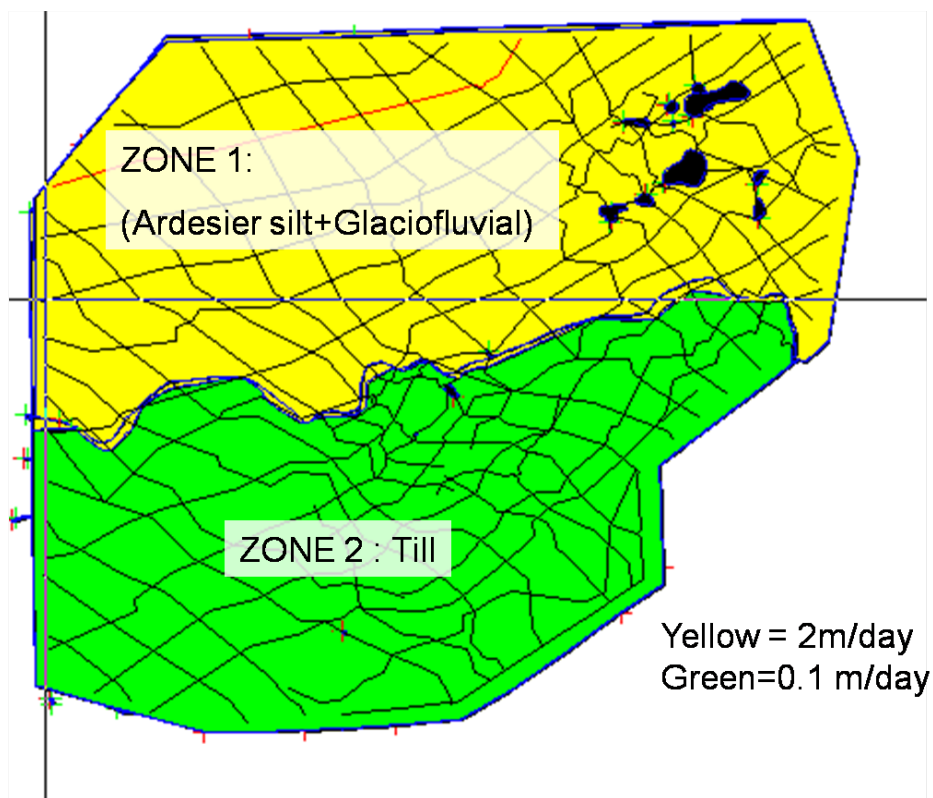 ZONE 1:
(Ardesier silt+Glaciofluvial)
ZONE 2 : Till
Yellow = 2m/day
Green=0.1 m/day